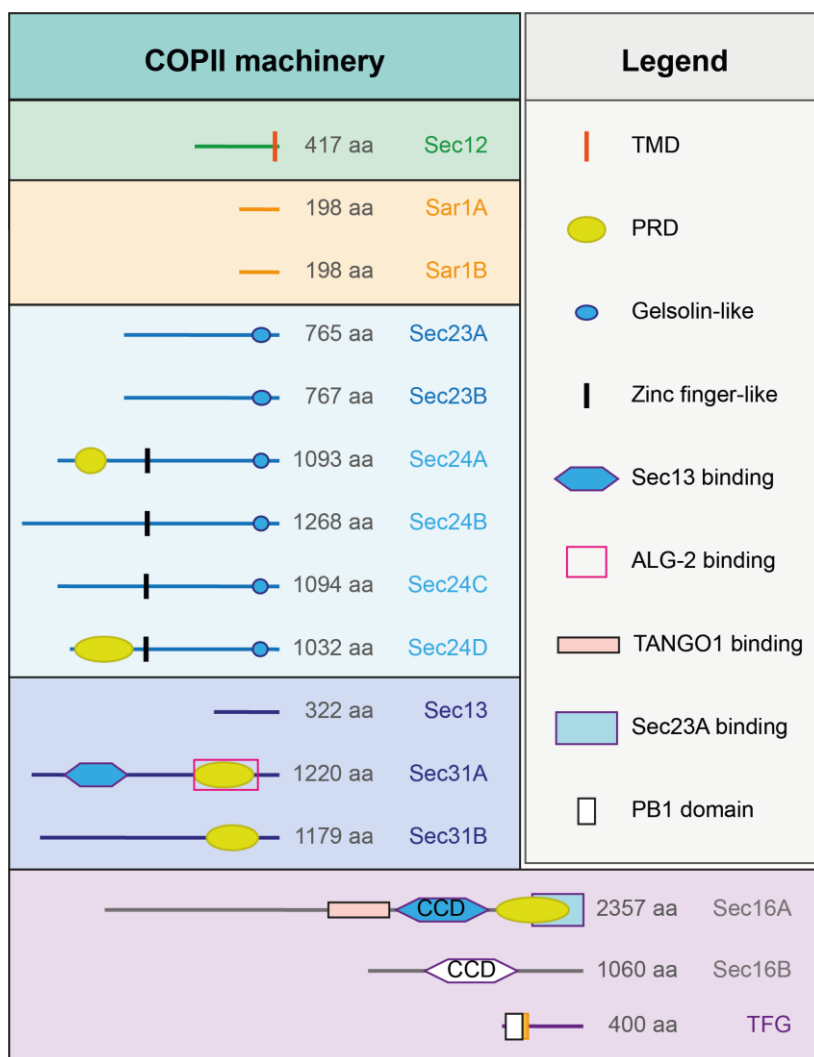 COPII machinery
417 aa Sec12
198 aa Sar1A
198 aa Sar1B
765 aa Sec23A
767 aa Sec23B
1093 aa Sec24A
1268 aa Sec24B
1094 aa Sec24C
1032 aa Sec24D
322 aa Sec13
1220 aa Sec31A
1179 aa Sec31B
CCD 2357 aa Sec16A
CCD 1060 aa Sec16B
400 aa TFG
Legend
TMD
PRD
Gelsolin-like
Zinc finger-like
Sec13 binding
ALG-2 binding
TANGO1 binding
Sec23A binding
PB1 domain